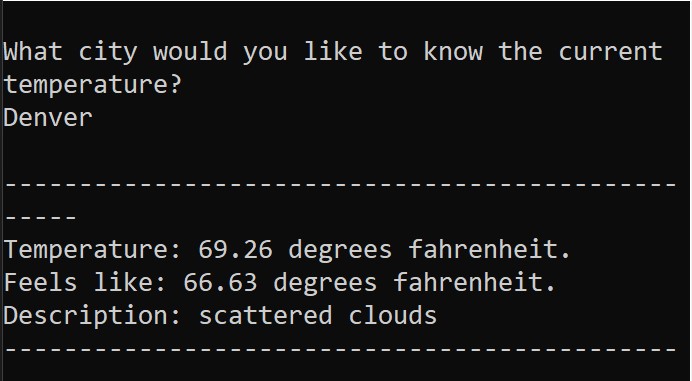 What city would you like to know the current
temperature?
Denver
---------------------------------------------
-----
Temperature: 69.26 degrees fahrenheit.
Feels like: 66.63 degrees fahrenheit.
Description: scattered clouds
---------------------------------------------